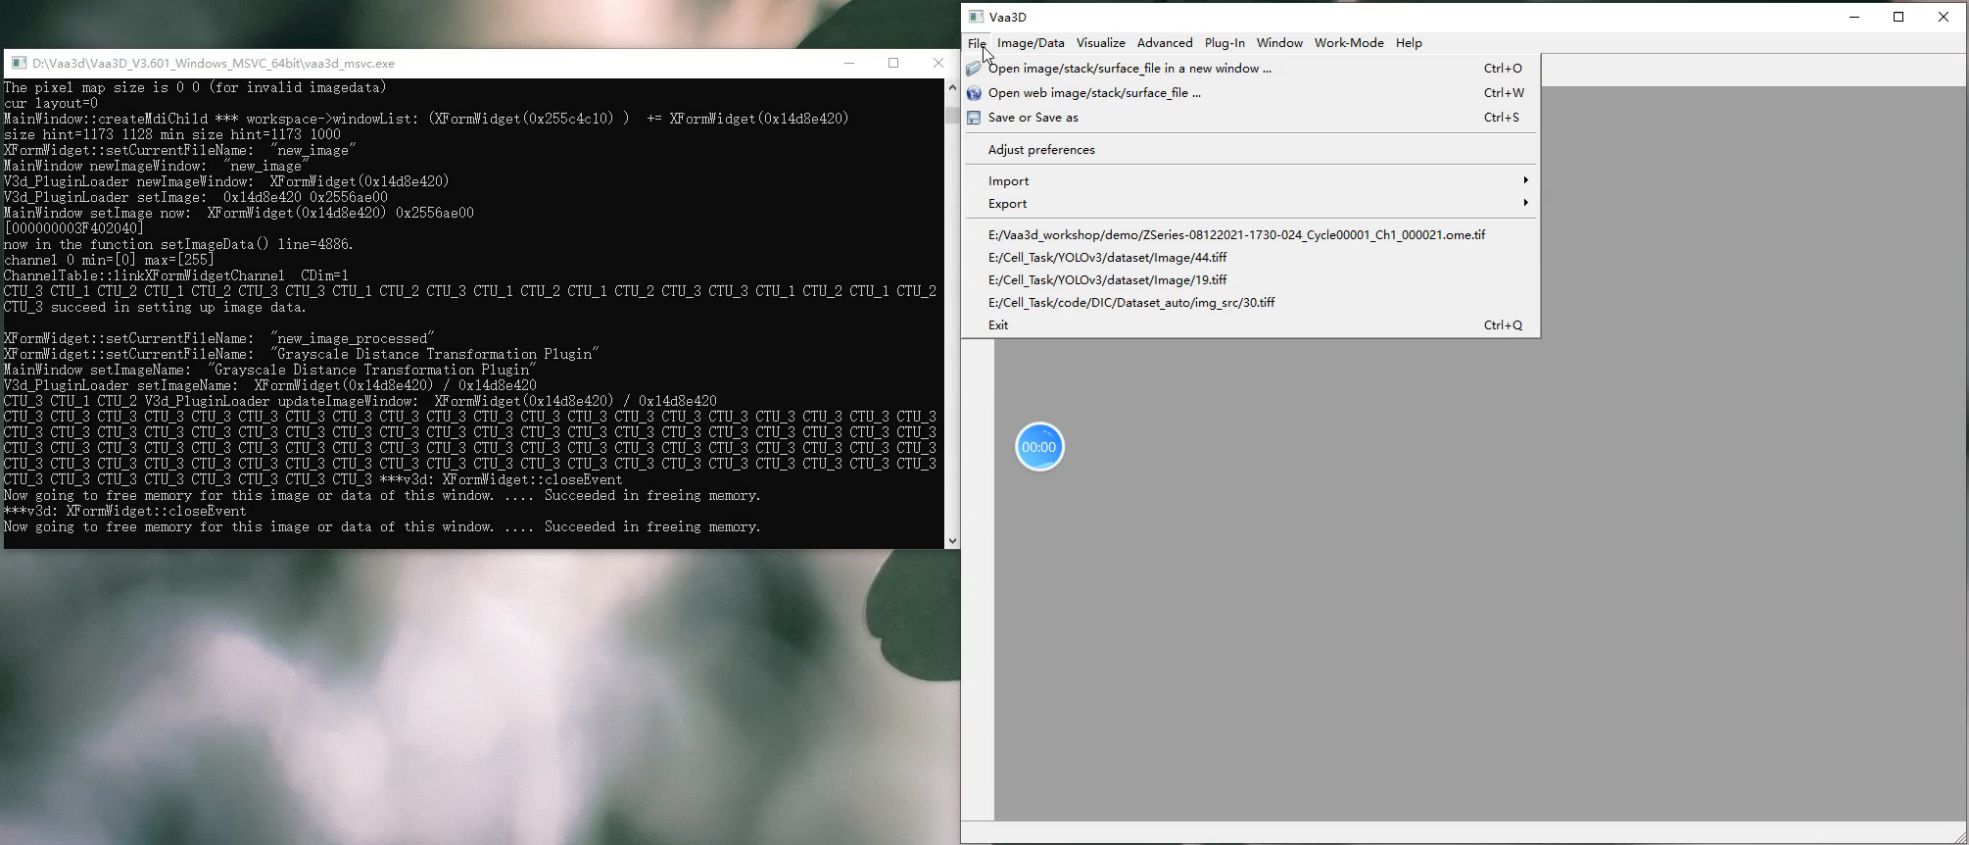 D:\Vaa3d\Vaa3D_V3.601_Windows_MSVC_64bit\vaa3d_msvc.exe
The pixel map size is 0 0 (for invalid imagedata)
cur layout=0
MainWindow::createMdiChild *** workspace->windowList: (XFormWidget(0x255c4c10) )  += XFormWidget(0x14d8e420)
size hint=1173 1128 min size hint=1173 1000
XFormWidget::setCurrentFileName:  "new_image"
MainWindow newImageWindow:  "new_image"
V3d_PluginLoader newImageWindow:  XFormWidget(0x14d8e420)
V3d_PluginLoader setImage:  0x14d8e420 0x2556ae00
MainWindow setImage now:  XFormWidget(0x14d8e420) 0x2556ae00
[000000003F402040]
now in the function setImageData() line=4886.
channel 0 min=[0] max=[255]
ChannelTable::linkXFormWidgetChannel  CDim=1
CTU_3 CTU_1 CTU_2 CTU_1 CTU_2 CTU_3 CTU_3 CTU_1 CTU_2 CTU_3 CTU_1 CTU_2 CTU_1 CTU_2 CTU_3 CTU_3 CTU_1 CTU_2 CTU_1 CTU_2
CTU_3 succeed in setting up image data.
XFormWidget::setCurrentFileName:  "new_image_processed"
XFormWidget::setCurrentFileName:  "Grayscale Distance Transformation Plugin"
MainWindow setImageName:  "Grayscale Distance Transformation Plugin"
V3d_PluginLoader setImageName:  XFormWidget(0x14d8e420) / 0x14d8e420
CTU_3 CTU_1 CTU_2 V3d_PluginLoader updateImageWindow:  XFormWidget(0x14d8e420) / 0x14d8e420
CTU_3 CTU_3 CTU_3 CTU_3 CTU_3 CTU_3 CTU_3 CTU_3 CTU_3 CTU_3 CTU_3 CTU_3 CTU_3 CTU_3 CTU_3 CTU_3 CTU_3 CTU_3 CTU_3 CTU_3
CTU_3 CTU_3 CTU_3 CTU_3 CTU_3 CTU_3 CTU_3 CTU_3 CTU_3 CTU_3 CTU_3 CTU_3 CTU_3 CTU_3 CTU_3 CTU_3 CTU_3 CTU_3 CTU_3 CTU_3
CTU_3 CTU_3 CTU_3 CTU_3 CTU_3 CTU_3 CTU_3 CTU_3 CTU_3 CTU_3 CTU_3 CTU_3 CTU_3 CTU_3 CTU_3 CTU_3 CTU_3 CTU_3 CTU_3 CTU_3
CTU_3 CTU_3 CTU_3 CTU_3 CTU_3 CTU_3 CTU_3 CTU_3 CTU_3 CTU_3 CTU_3 CTU_3 CTU_3 CTU_3 CTU_3 CTU_3 CTU_3 CTU_3 CTU_3 CTU_3
CTU_3 CTU_3 CTU_3 CTU_3 CTU_3 CTU_3 CTU_3 CTU_3 ***v3d: XFormWidget::closeEvent
Now going to free memory for this image or data of this window. .... Succeeded in freeing memory.
***v3d: XFormWidget::closeEvent
Now going to free memory for this image or data of this window. .... Succeeded in freeing memory.
Vaa3D
File Image/Data Visualize Advanced Plug-In Window Work-Mode Help
Open image/stack/surface_file in a new window ... Ctrl+O
Open web image/stack/surface_file ... Ctrl+W
Save or Save as Ctrl+S
Adjust preferences
Import
Export
E:/Vaa3d_workshop/demo/ZSeries-08122021-1730-024_Cycle00001_Ch1_000021.ome.tif
E:/Cell_Task/YOLOv3/dataset/Image/44.tiff
E:/Cell_Task/YOLOv3/dataset/Image/19.tiff
E:/Cell_Task/code/DIC/Dataset_auto/img_src/30.tiff
Exit Ctrl+Q
00:00